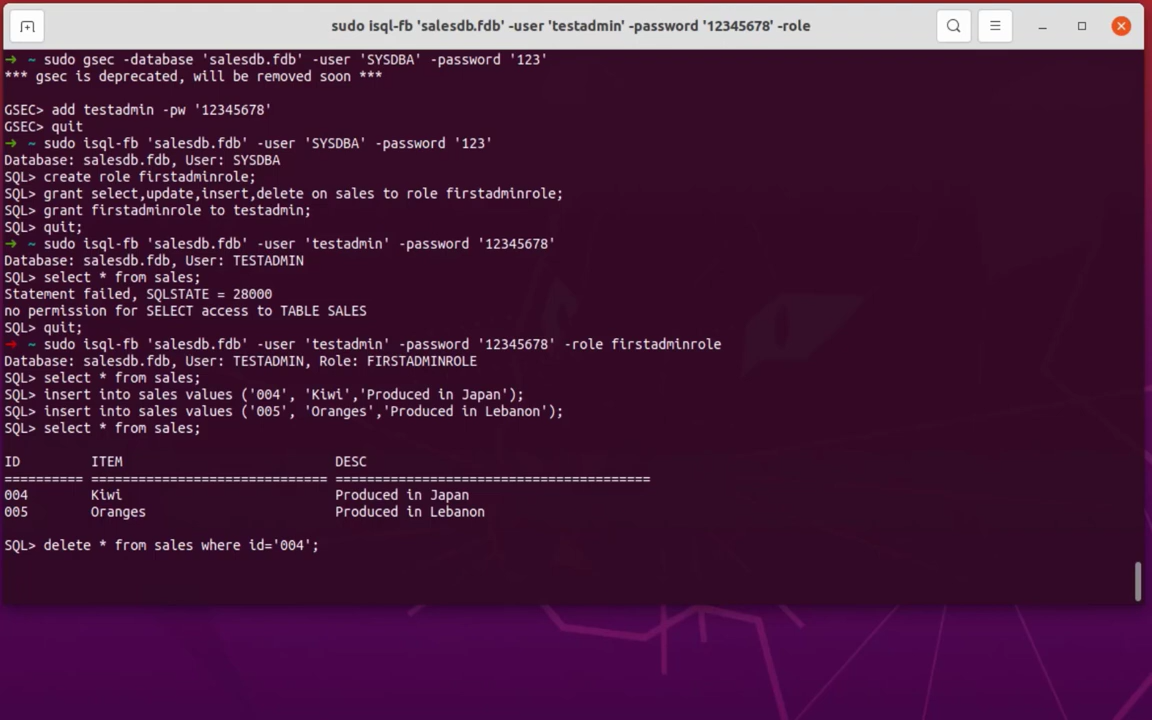 sudo isql-fb 'salesdb.fdb' -user 'testadmin' -password '12345678' -role
➜ ~ sudo gsec -database 'salesdb.fdb' -user 'SYSDBA' -password '123'
*** gsec is deprecated, will be removed soon ***
GSEC> add testadmin -pw '12345678'
GSEC> quit
➜ ~ sudo isql-fb 'salesdb.fdb' -user 'SYSDBA' -password '123'
Database: salesdb.fdb, User: SYSDBA
SQL> create role firstadminrole;
SQL> grant select,update,insert,delete on sales to role firstadminrole;
SQL> grant firstadminrole to testadmin;
SQL> quit;
➜ ~ sudo isql-fb 'salesdb.fdb' -user 'testadmin' -password '12345678'
Database: salesdb.fdb, User: TESTADMIN
SQL> select * from sales;
Statement failed, SQLSTATE = 28000
no permission for SELECT access to TABLE SALES
SQL> quit;
➜ ~ sudo isql-fb 'salesdb.fdb' -user 'testadmin' -password '12345678' -role firstadminrole
Database: salesdb.fdb, User: TESTADMIN, Role: FIRSTADMINROLE
SQL> select * from sales;
SQL> insert into sales values ('004', 'Kiwi','Produced in Japan');
SQL> insert into sales values ('005', 'Oranges','Produced in Lebanon');
SQL> select * from sales;
ID ITEM DESC
========== ============================== ========================================
004 Kiwi Produced in Japan
005 Oranges Produced in Lebanon
SQL> delete * from sales where id='004';